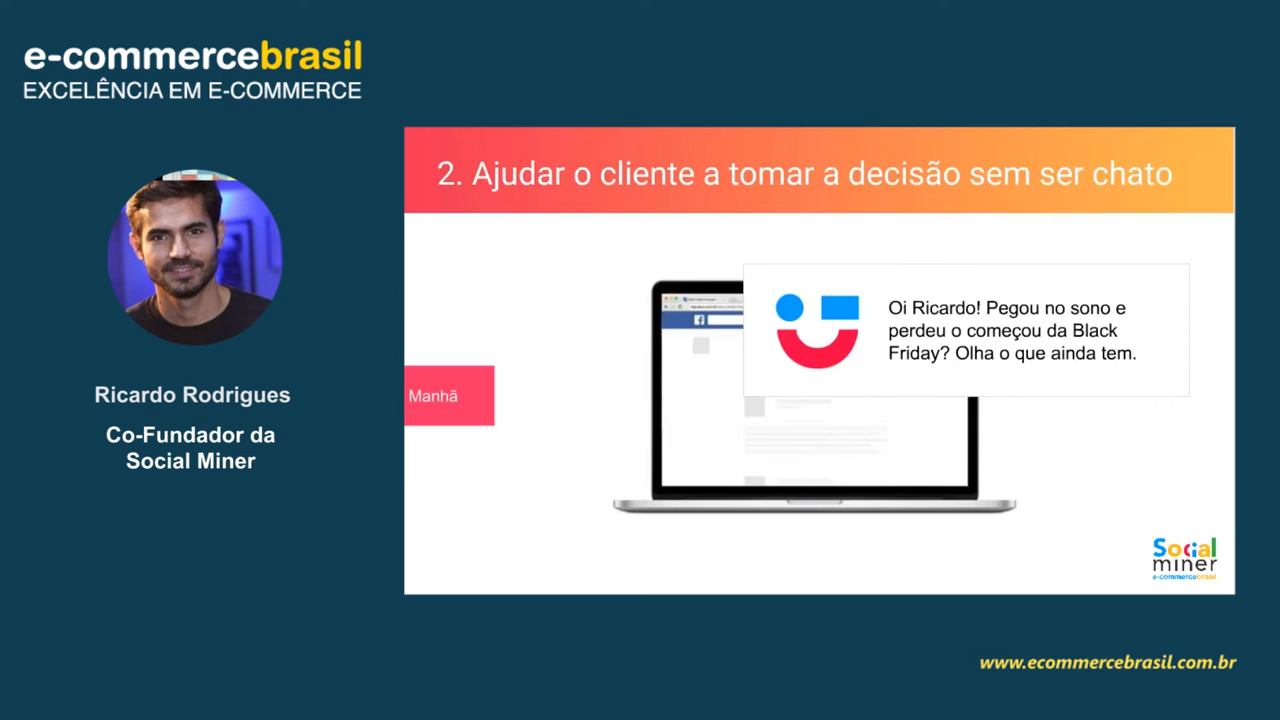 e-commercebrasil
EXCELÊNCIA EM E-COMMERCE
Ricardo Rodrigues
Co-Fundador da
Social Miner
2. Ajudar o cliente a tomar a decisão sem ser chato
Oi Ricardo! Pegou no sono e
perdeu o começou da Black
Friday? Olha o que ainda tem.
Manhã
Social
miner
e-commercebrasil
www.ecommercebrasil.com.br